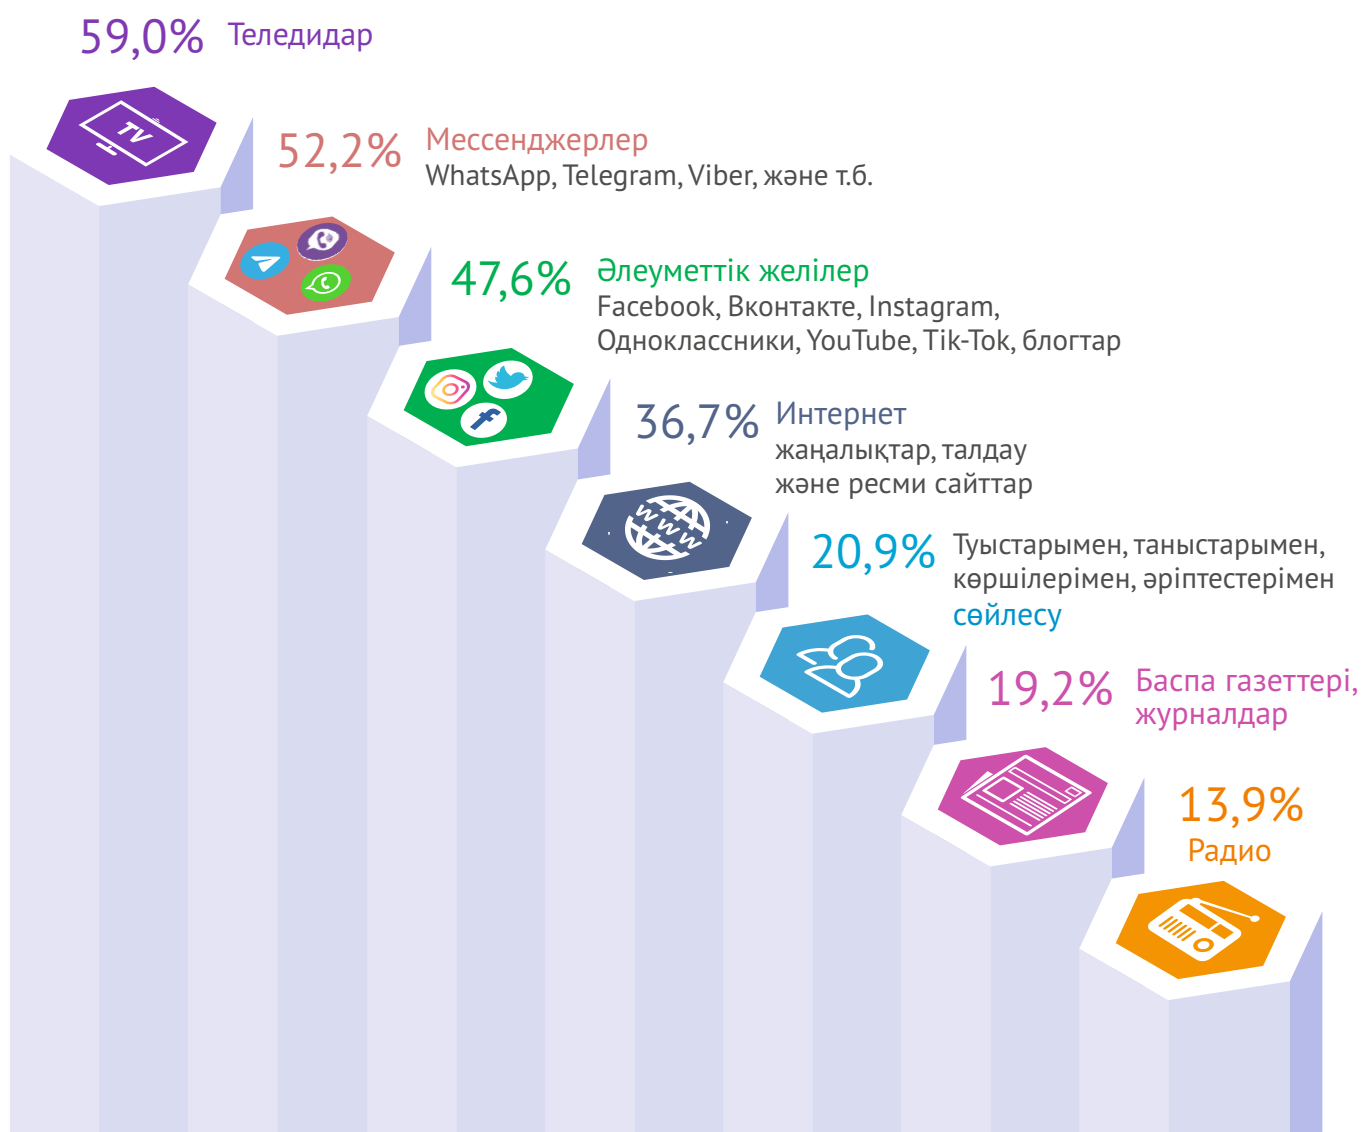 59,0% Теледидар
TV
52,2% Мессенджерлер
WhatsApp, Telegram, Viber, және т.б.
47,6% Әлеуметтік желілер
Facebook, Вконтакте, Instagram,
Одноклассники, YouTube, Tik-Tok, блогтар
36,7% Интернет
жаңалықтар, талдау
және ресми сайттар
www
20,9% Туыстарымен, таныстарымен,
көршілерімен, әріптестерімен
сөйлесу
19,2% Баспа газеттері,
журналдар
13,9%
Радио